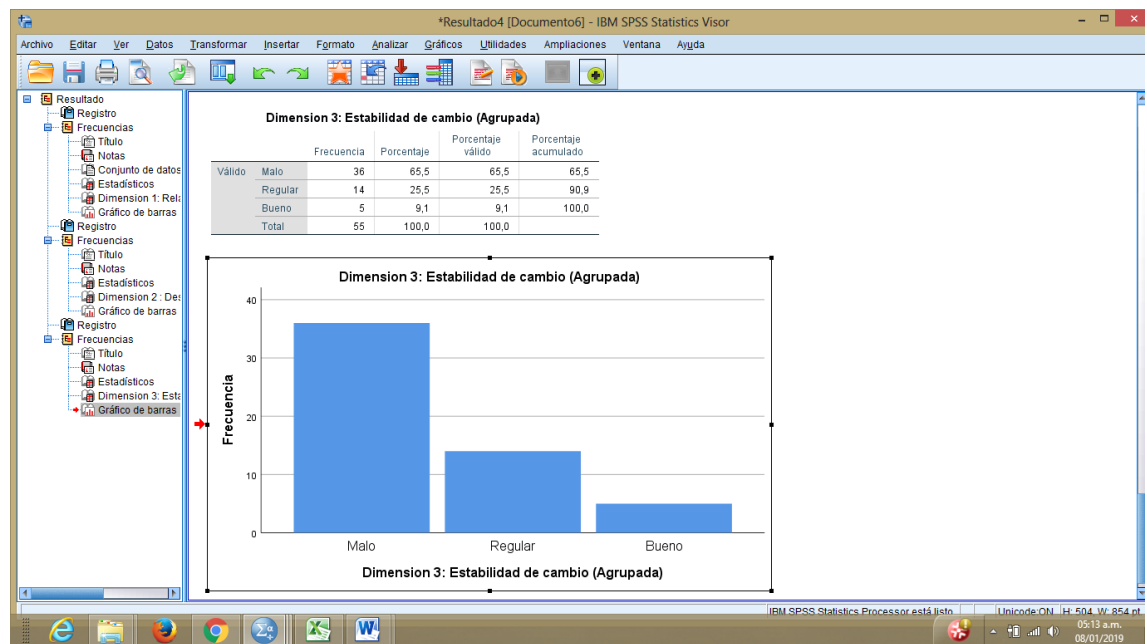 *Resultado4 [Documento6] - IBM SPSS Statistics Visor
Archivo Editar Ver Datos Transformar Insertar Formato Analizar Gráficos Utilidades Ampliaciones Ventana Ayuda
Resultado
Registro
Frecuencias
Título
Notas
Conjunto de datos
Estadísticos
Dimension 1: Rela
Gráfico de barras
Registro
Frecuencias
Título
Notas
Estadísticos
Dimension 2 : Des
Gráfico de barras
Registro
Frecuencias
Título
Notas
Estadísticos
Dimension 3: Esta
Gráfico de barras
Dimension 3: Estabilidad de cambio (Agrupada)
Frecuencia Porcentaje Porcentaje válido Porcentaje acumulado
Válido Malo 36 65,5 65,5 65,5
Regular 14 25,5 25,5 90,9
Bueno 5 9,1 9,1 100,0
Total 55 100,0 100,0
Dimension 3: Estabilidad de cambio (Agrupada)
Frecuencia
40
30
20
10
0
Malo Regular Bueno
Dimension 3: Estabilidad de cambio (Agrupada)
IBM SPSS Statistics Processor está listo Unicode:ON H: 504, W: 854 pt.
05:13 a.m.
08/01/2019